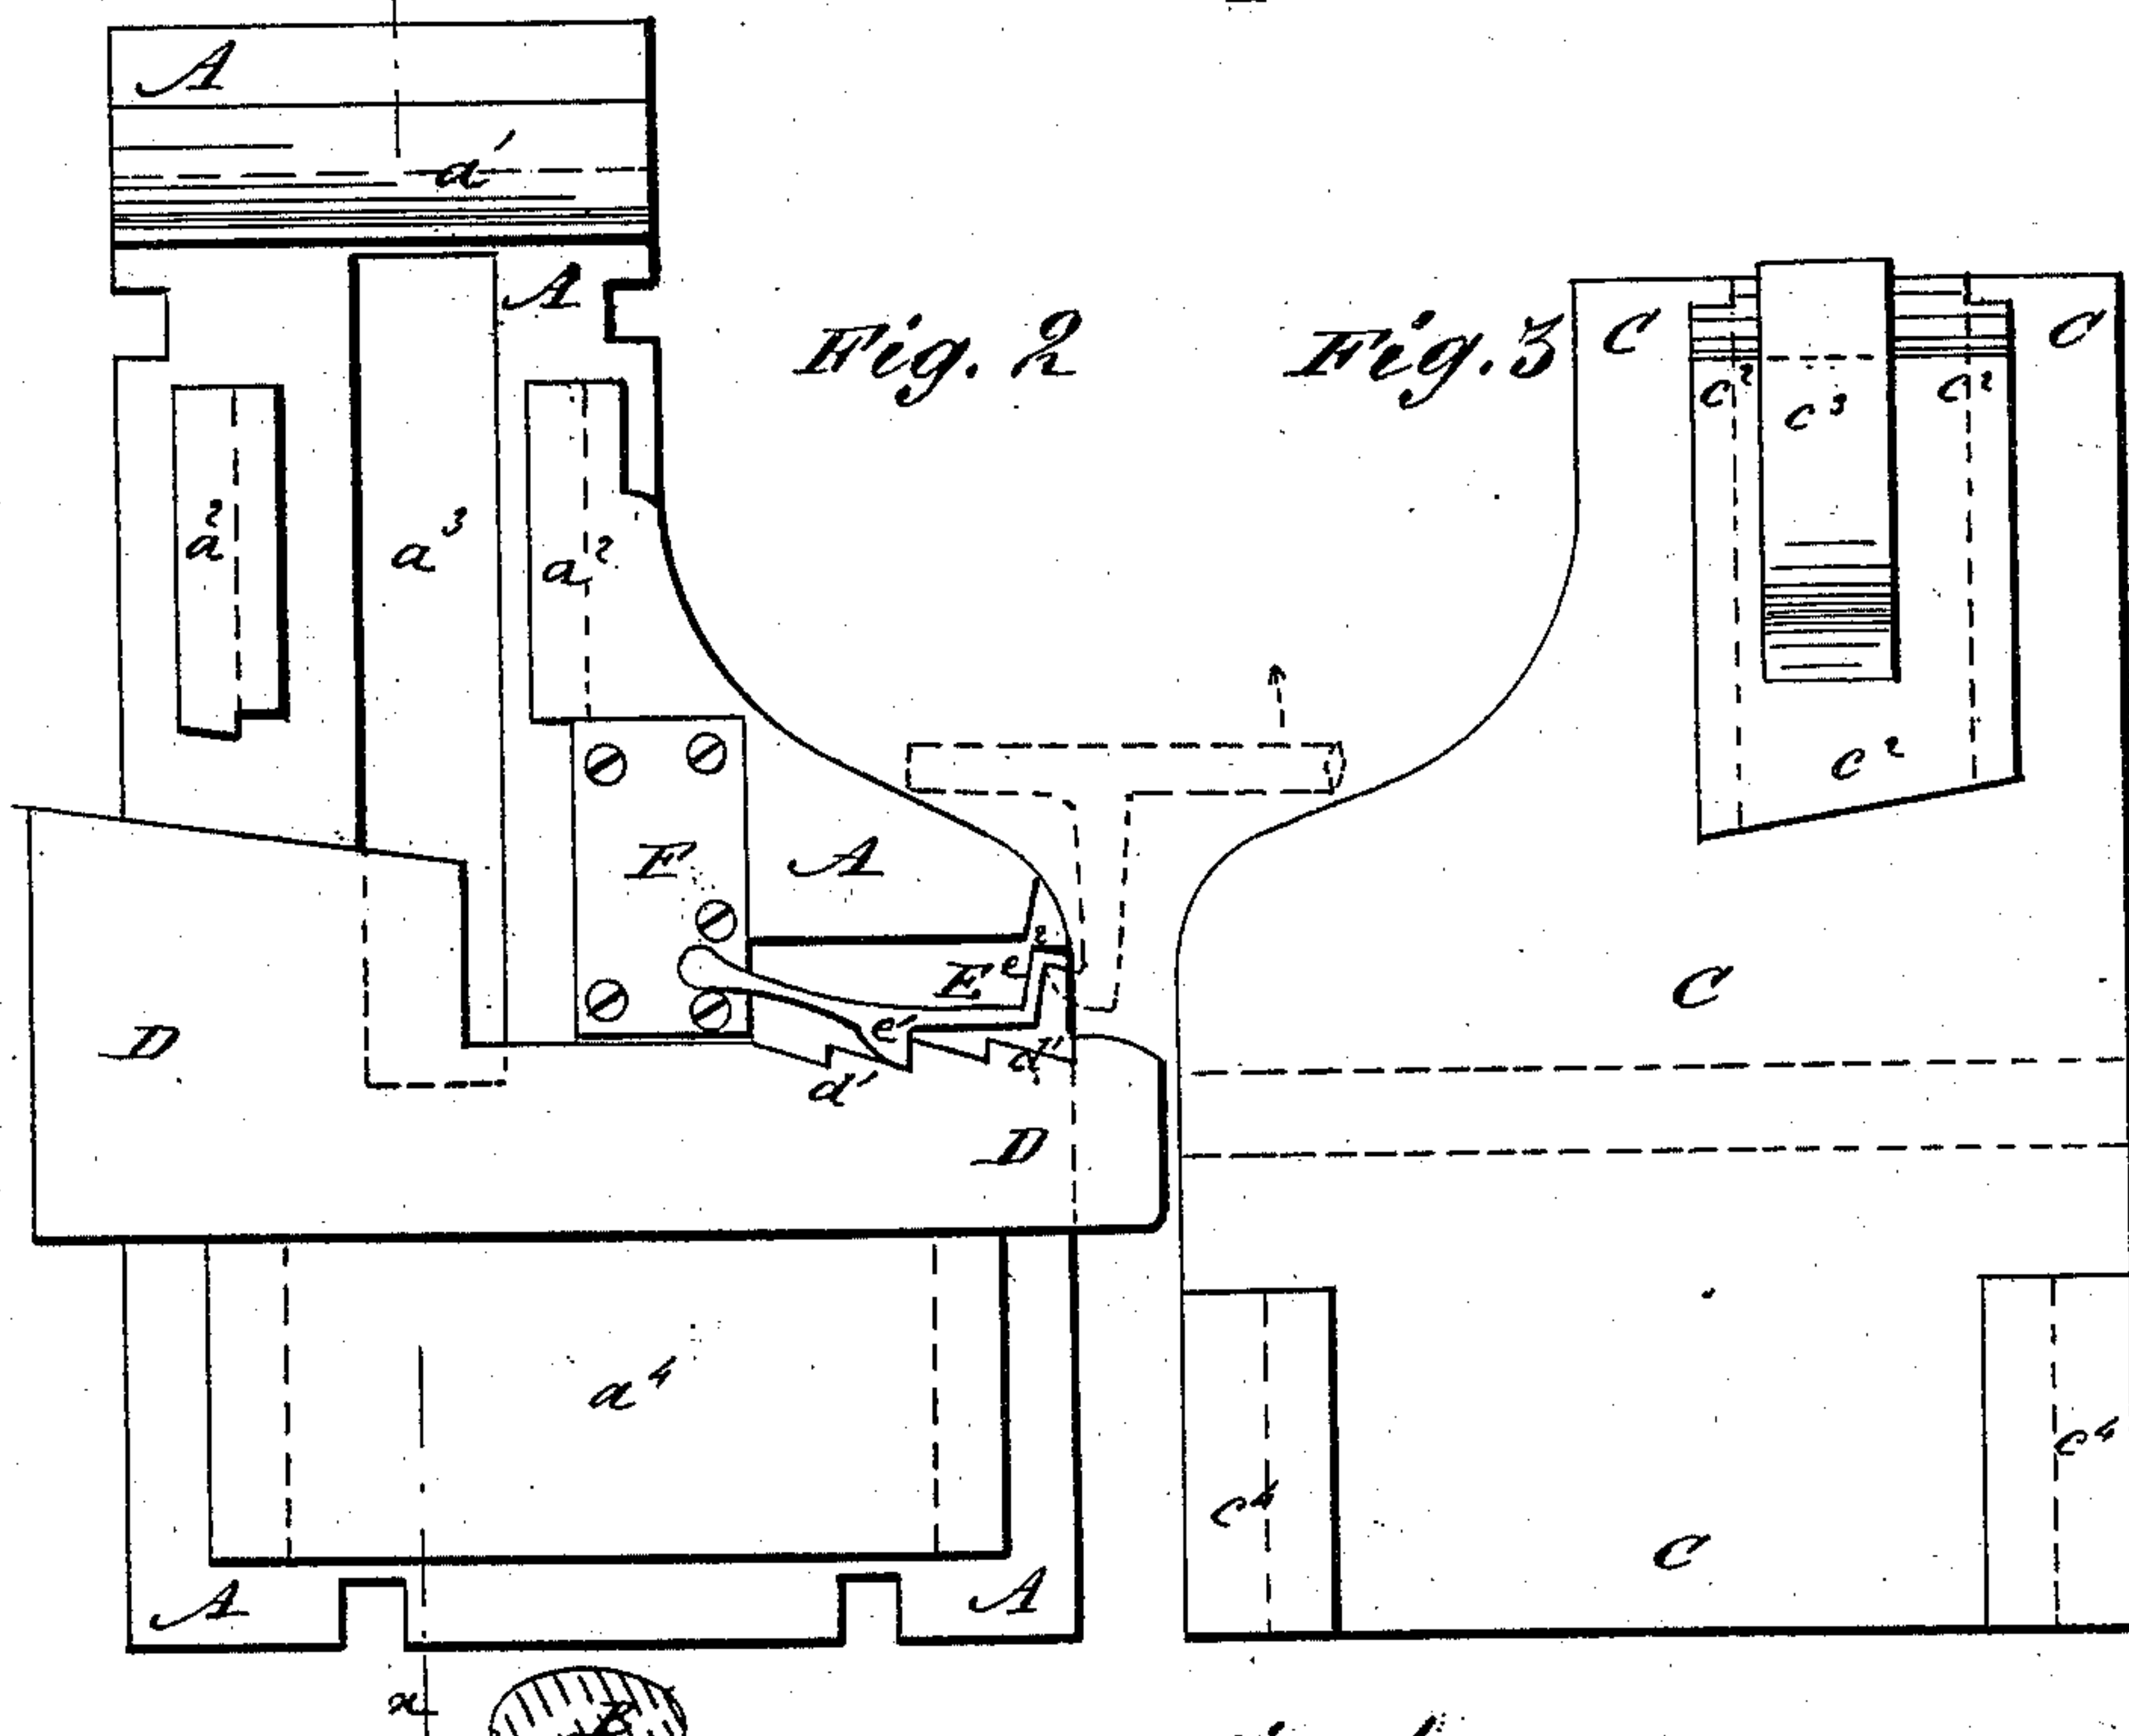 A
a'
A
Fig. 2
Fig. 3
C
C
c²
c³
c²
a²
a³
a²
c²
F
A
E
e
e²
e'
d'
d'
D
D
C
a⁴
c⁴
c⁴
A
A
C
x
B